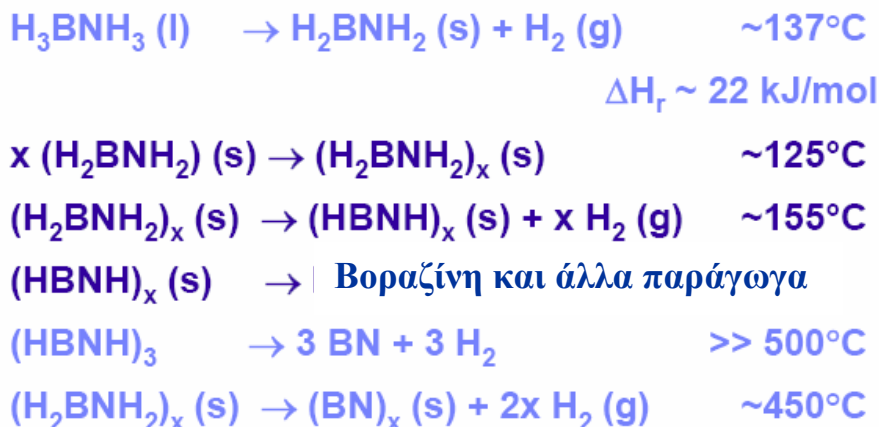 H₃BNH₃ (l) → H₂BNH₂ (s) + H₂ (g) ~137°C
ΔHᵣ ~ 22 kJ/mol
x (H₂BNH₂) (s) → (H₂BNH₂)ₓ (s) ~125°C
(H₂BNH₂)ₓ (s) → (HBNH)ₓ (s) + x H₂ (g) ~155°C
(HBNH)ₓ (s) → Βοραζίνη και άλλα παράγωγα
(HBNH)₃ → 3 BN + 3 H₂ >> 500°C
(H₂BNH₂)ₓ (s) → (BN)ₓ (s) + 2x H₂ (g) ~450°C